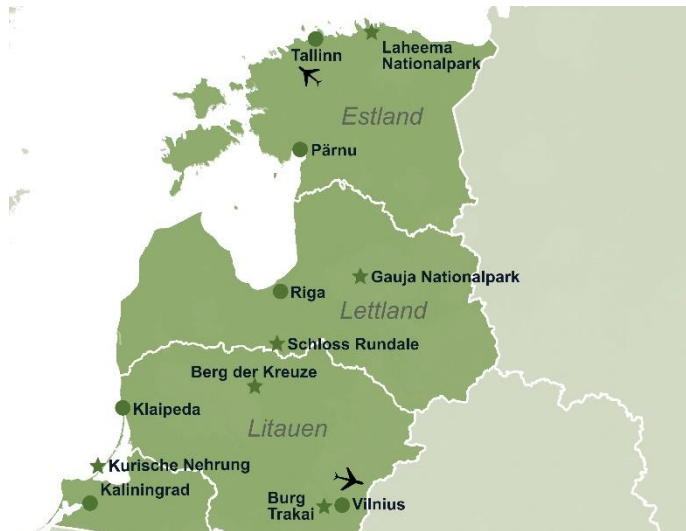 Tallinn
Laheema
Nationalpark
Estland
Pärnu
Gauja Nationalpark
Riga
Lettland
Schloss Rundale
Berg der Kreuze
Klaipeda
Litauen
Kurische Nehrung
Kaliningrad
Burg
Trakai
Vilnius